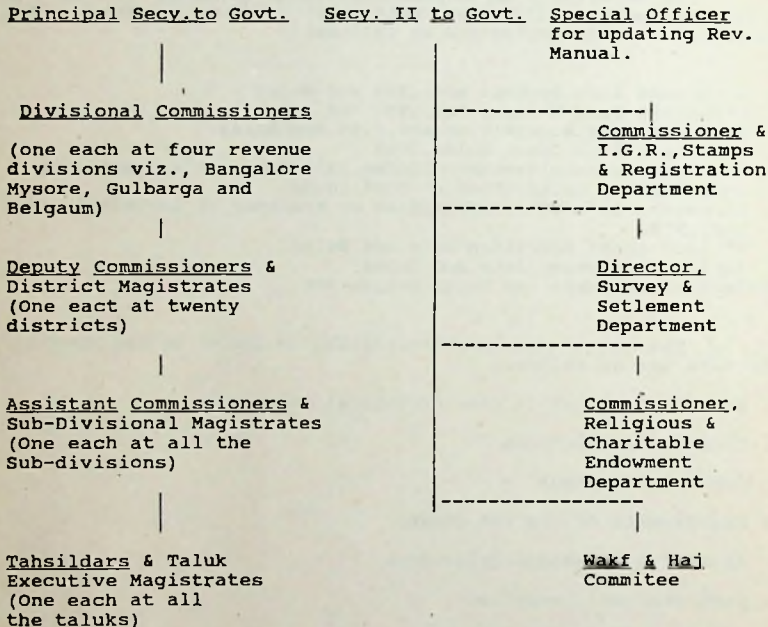 Principal Secy.to Govt.
Secy. II to Govt.
Special Officer
for updating Rev.
Manual.
Divisional Commissioners
(one each at four revenue
divisions viz., Bangalore
Mysore, Gulbarga and
Belgaum)
Commissioner &
I.G.R.,Stamps
& Registration
Department
Deputy Commissioners &
District Magistrates
(One eact at twenty
districts)
Director,
Survey &
Setlement
Department
Assistant Commissioners &
Sub-Divisional Magistrates
(One each at all the
Sub-divisions)
Commissioner,
Religious &
Charitable
Endowment
Department
Tahsildars & Taluk
Executive Magistrates
(One each at all
the taluks)
Wakf & Haj
Commitee